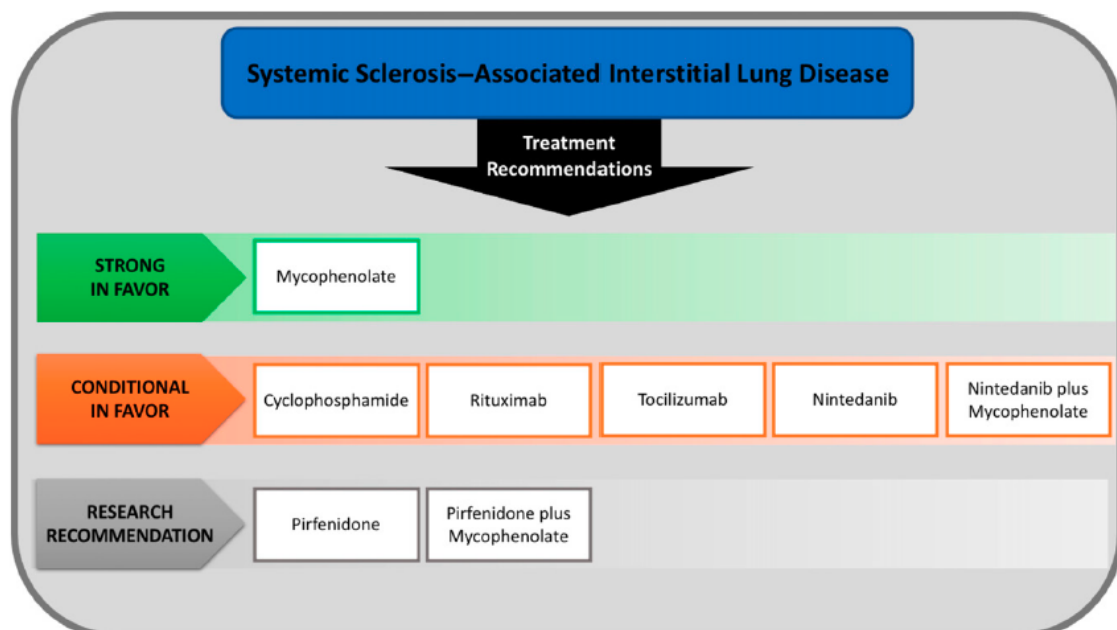 Systemic Sclerosis–Associated Interstitial Lung Disease
Treatment
Recommendations
STRONG
IN FAVOR
Mycophenolate
CONDITIONAL
IN FAVOR
Cyclophosphamide
Rituximab
Tocilizumab
Nintedanib
Nintedanib plus
Mycophenolate
RESEARCH
RECOMMENDATION
Pirfenidone
Pirfenidone plus
Mycophenolate